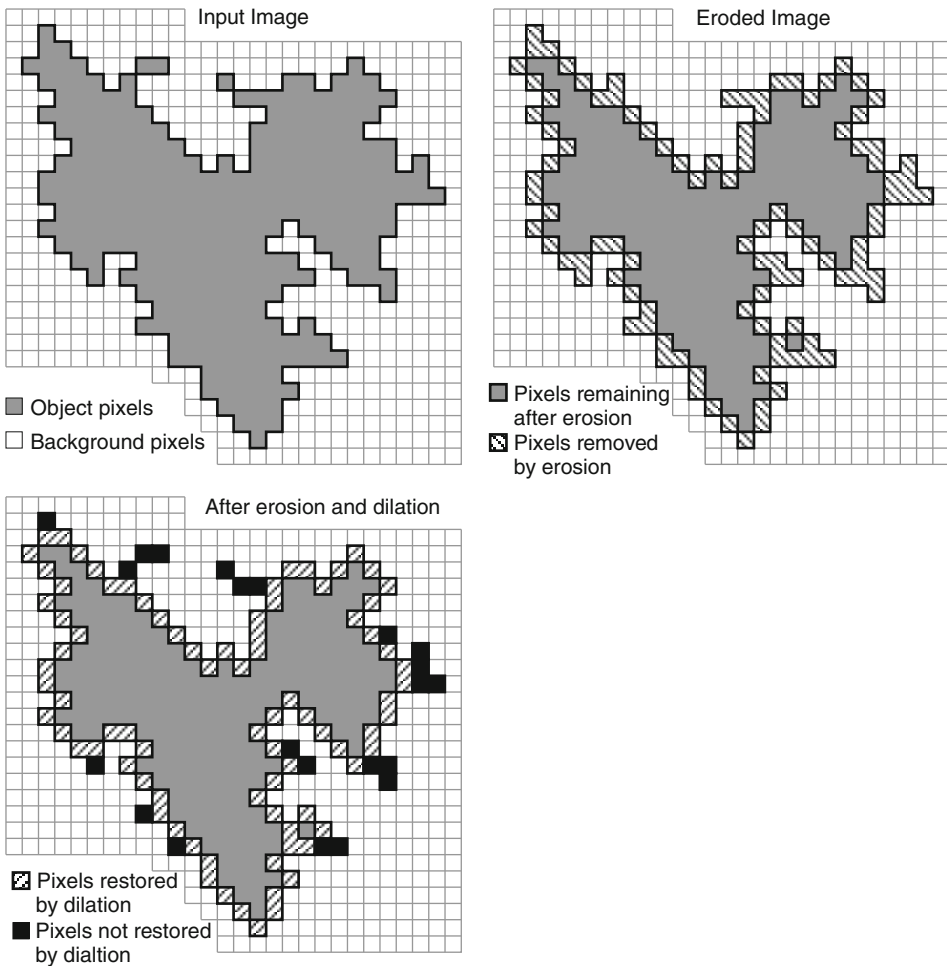 Input Image
Eroded Image
Object pixels
Background pixels
Pixels remaining
after erosion
Pixels removed
by erosion
After erosion and dilation
Pixels restored
by dilation
Pixels not restored
by dialtion